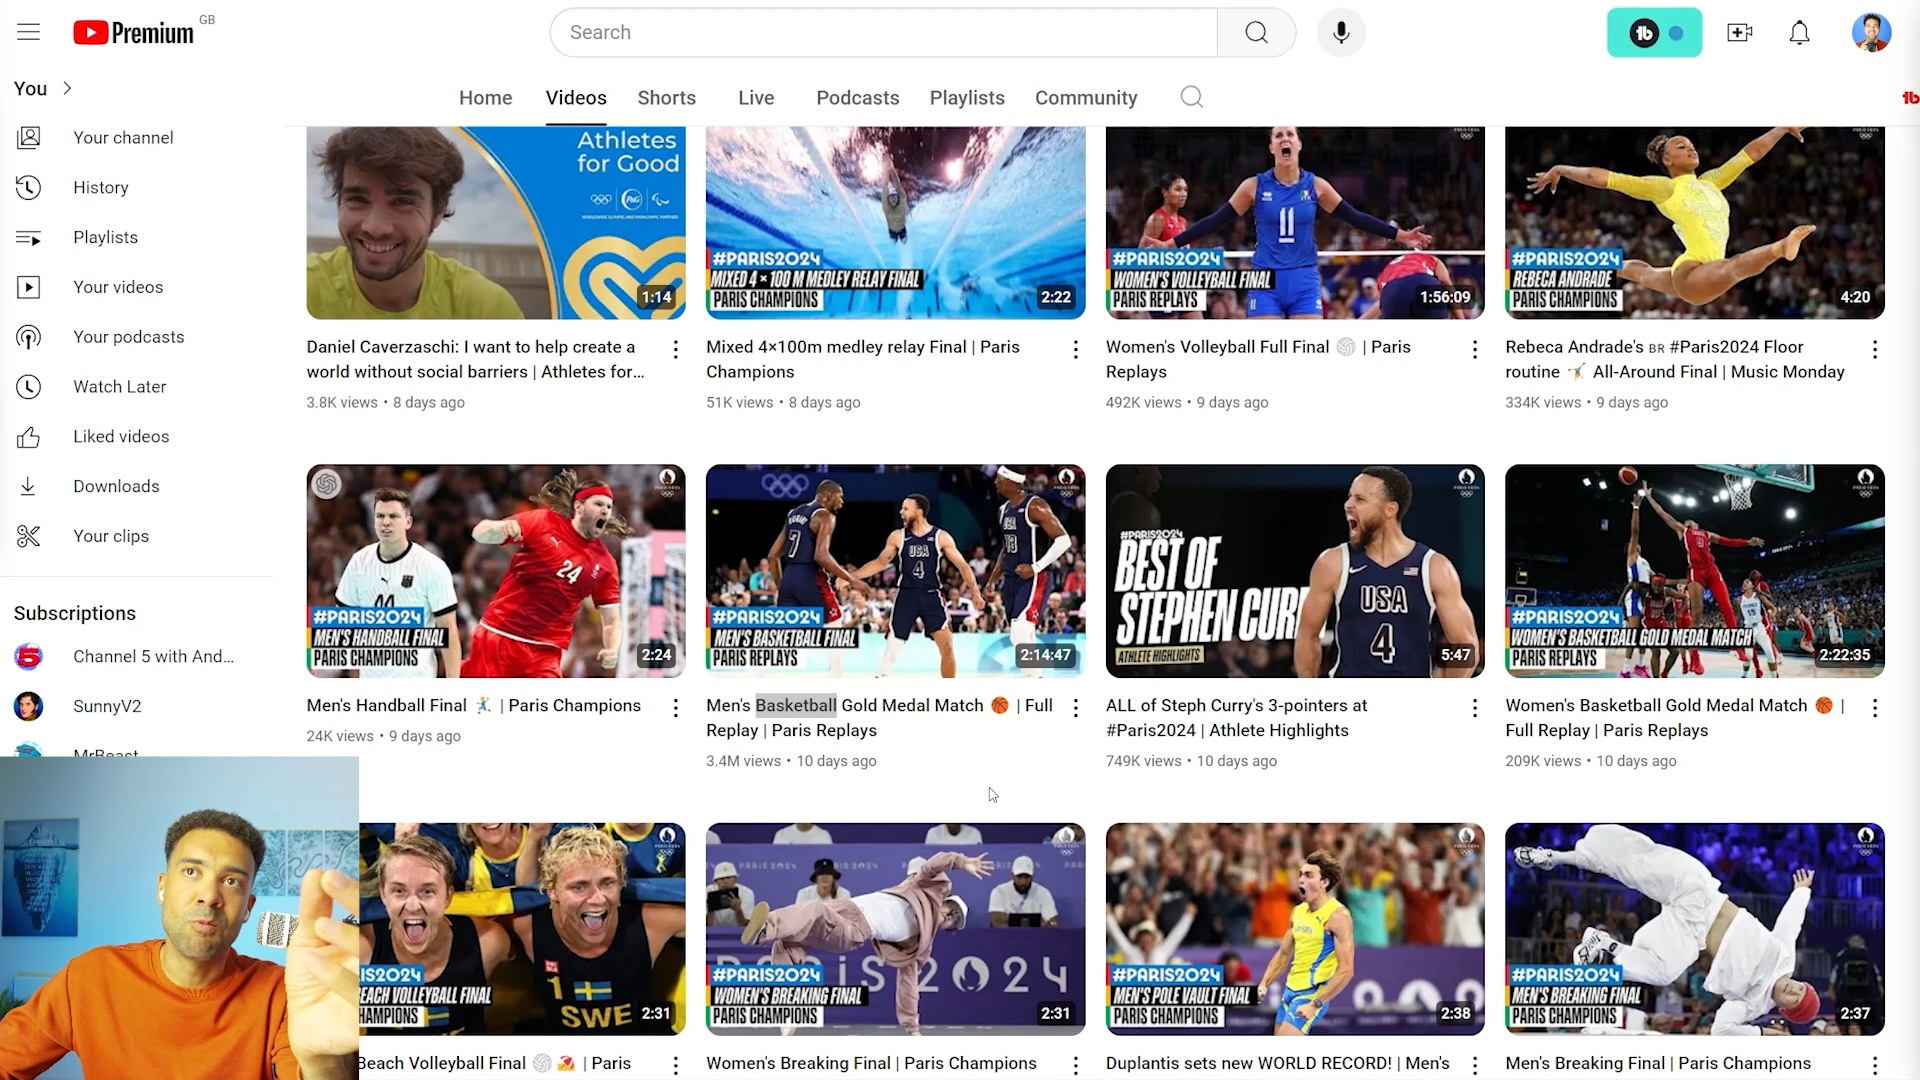 Premium GB
Search
You
Your channel
History
Playlists
Your videos
Your podcasts
Watch Later
Liked videos
Downloads
Your clips
Subscriptions
Channel 5 with And...
SunnyV2
MrBeast
Home Videos Shorts Live Podcasts Playlists Community
Athletes
for Good
P&G
1:14
Daniel Caverzaschi: I want to help create a
world without social barriers | Athletes for...
3.8K views • 8 days ago
#PARIS2024
MIXED 4 × 100 M MEDLEY RELAY FINAL
PARIS CHAMPIONS
2:22
Mixed 4×100m medley relay Final | Paris
Champions
51K views • 8 days ago
11
#PARIS2024
WOMEN'S VOLLEYBALL FINAL
PARIS REPLAYS
1:56:09
Women's Volleyball Full Final 🏐 | Paris
Replays
492K views • 9 days ago
#PARIS2024
REBECA ANDRADE
PARIS CHAMPIONS
4:20
Rebeca Andrade's BR #Paris2024 Floor
routine 🤸 All-Around Final | Music Monday
334K views • 9 days ago
44
24
#PARIS2024
MEN'S HANDBALL FINAL
PARIS CHAMPIONS
2:24
Men's Handball Final 🤾 | Paris Champions
24K views • 9 days ago
7
USA
4
13
#PARIS2024
MEN'S BASKETBALL FINAL
PARIS REPLAYS
2:14:47
Men's Basketball Gold Medal Match 🏀 | Full
Replay | Paris Replays
3.4M views • 10 days ago
#PARIS2024
BEST OF
STEPHEN CUR
ATHLETE HIGHLIGHTS
USA
4
5:47
ALL of Steph Curry's 3-pointers at
#Paris2024 | Athlete Highlights
749K views • 10 days ago
15
#PARIS2024
WOMEN'S BASKETBALL GOLD MEDAL MATCH
PARIS REPLAYS
2:22:35
Women's Basketball Gold Medal Match 🏀 |
Full Replay | Paris Replays
209K views • 10 days ago
IS2024
EACH VOLLEYBALL FINAL
HAMPIONS
1
SWE
2:31
Beach Volleyball Final 🏐 🏖️ | Paris
PARIS 2024
#PARIS2024
WOMEN'S BREAKING FINAL
PARIS CHAMPIONS
2:31
Women's Breaking Final | Paris Champions
#PARIS2024
MEN'S POLE VAULT FINAL
PARIS CHAMPIONS
2:38
Duplantis sets new WORLD RECORD! | Men's
#PARIS2024
MEN'S BREAKING FINAL
PARIS CHAMPIONS
2:37
Men's Breaking Final | Paris Champions